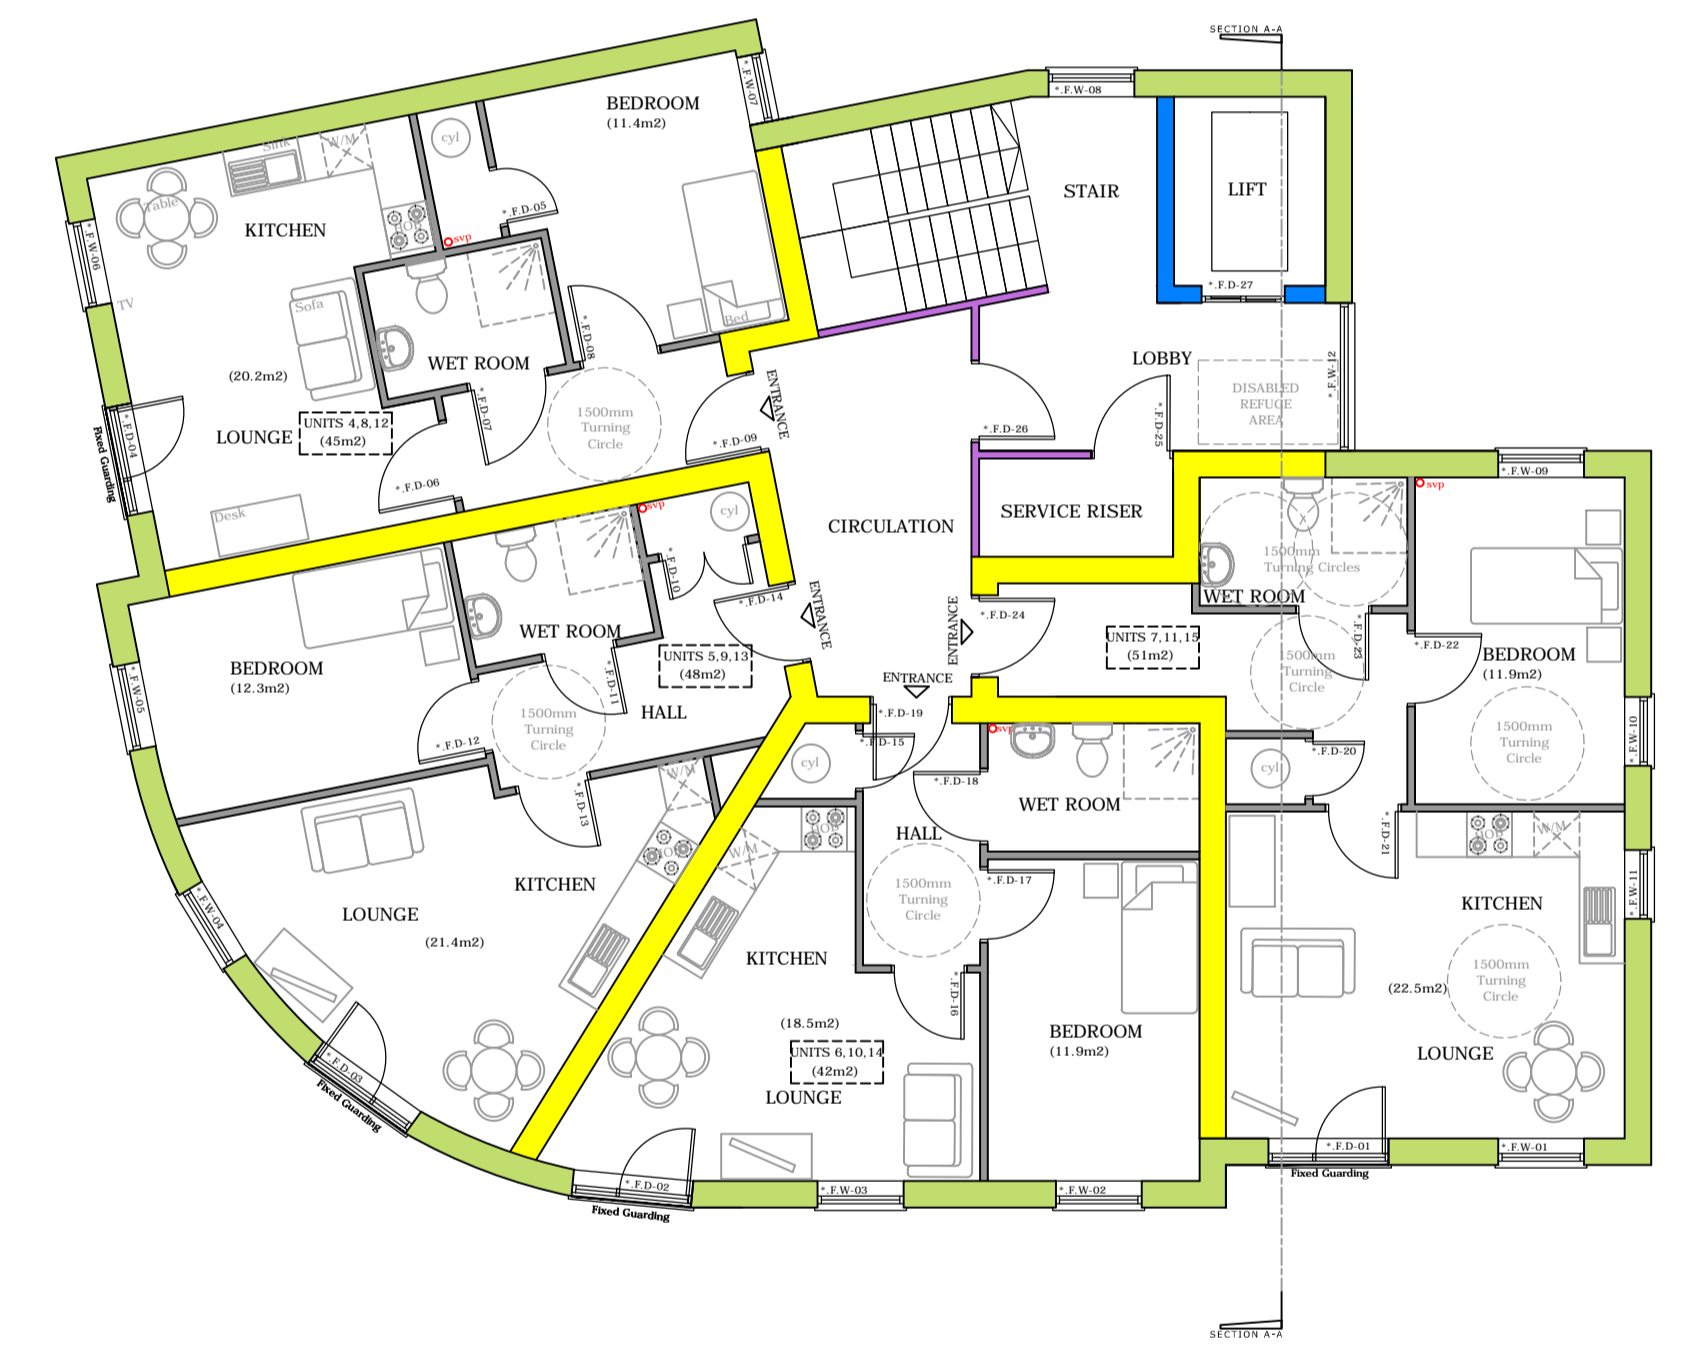 SECTION A-A
*.F.W-07
BEDROOM
(11.4m2)
*.F.W-08
Sink
W/M
cyl
STAIR
LIFT
Table
HOB
KITCHEN
*.F.D-05
svp
*.F.W-06
TV
Sofa
Bed
*.F.D-27
WET ROOM
*.F.D-08
LOBBY
*.F.W-12
(20.2m2)
DISABLED
REFUGE
AREA
ENTRANCE
1500mm
Turning
Circle
*.F.D-07
*.F.D-04
Fixed Guarding
LOUNGE
UNITS 4,8,12
(45m2)
*.F.D-09
*.F.D-26
*.F.D-25
*.F.D-06
*.F.W-09
svp
Desk
svp
cyl
SERVICE RISER
CIRCULATION
1500mm
Turning Circles
*.F.D-10
WET ROOM
*.F.D-14
ENTRANCE
ENTRANCE
*.F.D-24
WET ROOM
UNITS 7,11,15
(51m2)
*.F.D-23
*.F.D-22
BEDROOM
(11.9m2)
1500mm
Turning
Circle
BEDROOM
(12.3m2)
UNITS 5,9,13
(48m2)
*.F.D-11
*.F.W-05
ENTRANCE
HALL
1500mm
Turning
Circle
*.F.D-19
svp
*.F.D-12
*.F.D-15
*.F.D-20
1500mm
Turning
Circle
*.F.W-10
cyl
cyl
W/M
*.F.D-18
*.F.D-13
WET ROOM
HOB
HALL
*.F.D-21
HOB
W/M
HOB
W/M
KITCHEN
1500mm
Turning
Circle
*.F.D-17
*.F.W-11
LOUNGE
*.F.W-04
(21.4m2)
KITCHEN
KITCHEN
1500mm
Turning
Circle
(22.5m2)
*.F.D-16
(18.5m2)
BEDROOM
(11.9m2)
UNITS 6,10,14
(42m2)
LOUNGE
LOUNGE
*.F.D-03
Fixed Guarding
*.F.D-01
*.F.W-01
Fixed Guarding
*.F.D-02
*.F.W-03
*.F.W-02
Fixed Guarding
SECTION A-A